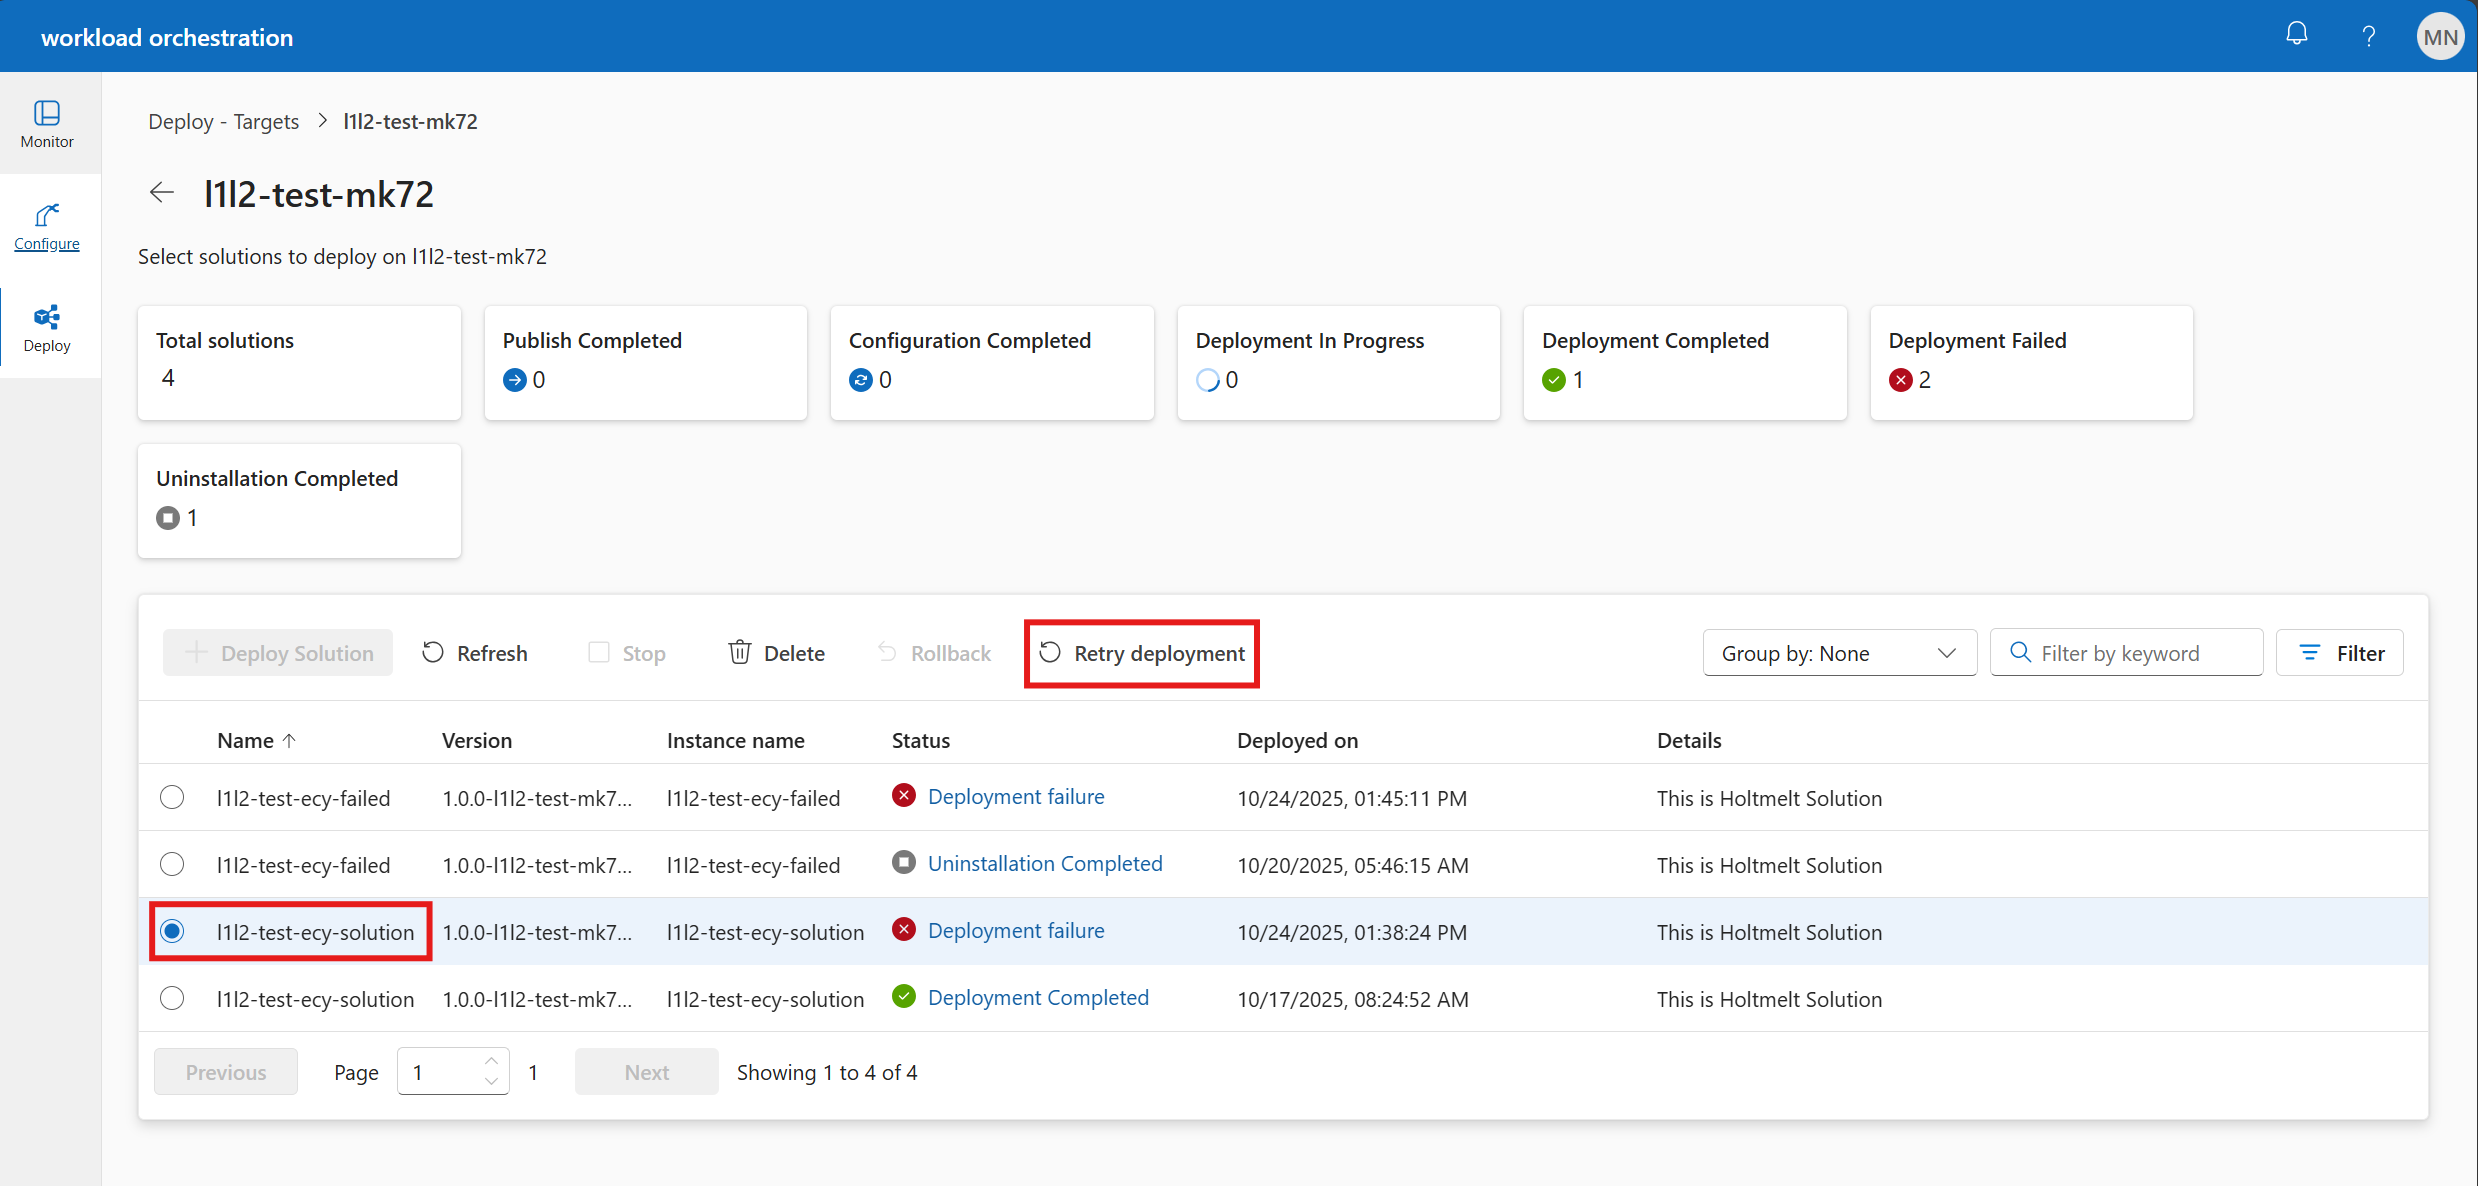 workload orchestration
MN
Monitor
Configure
Deploy
Deploy - Targets > l1l2-test-mk72
l1l2-test-mk72
Select solutions to deploy on l1l2-test-mk72
Total solutions
4
Publish Completed
0
Configuration Completed
0
Deployment In Progress
0
Deployment Completed
1
Deployment Failed
2
Uninstallation Completed
1
Deploy Solution Refresh Stop Delete Rollback Retry deployment Group by: None Filter by keyword Filter
Name Version Instance name Status Deployed on Details
l1l2-test-ecy-failed 1.0.0-l1l2-test-mk7... l1l2-test-ecy-failed Deployment failure 10/24/2025, 01:45:11 PM This is Holtmelt Solution
l1l2-test-ecy-failed 1.0.0-l1l2-test-mk7... l1l2-test-ecy-failed Uninstallation Completed 10/20/2025, 05:46:15 AM This is Holtmelt Solution
l1l2-test-ecy-solution 1.0.0-l1l2-test-mk7... l1l2-test-ecy-solution Deployment failure 10/24/2025, 01:38:24 PM This is Holtmelt Solution
l1l2-test-ecy-solution 1.0.0-l1l2-test-mk7... l1l2-test-ecy-solution Deployment Completed 10/17/2025, 08:24:52 AM This is Holtmelt Solution
Previous Page 1 1 Next Showing 1 to 4 of 4